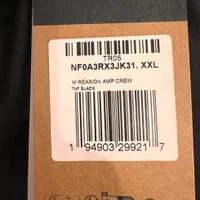 TR05
NF0A3RX3JK31. XXL
M REAXION AMP CREW
TNF BLACK
1 94903 29921 7